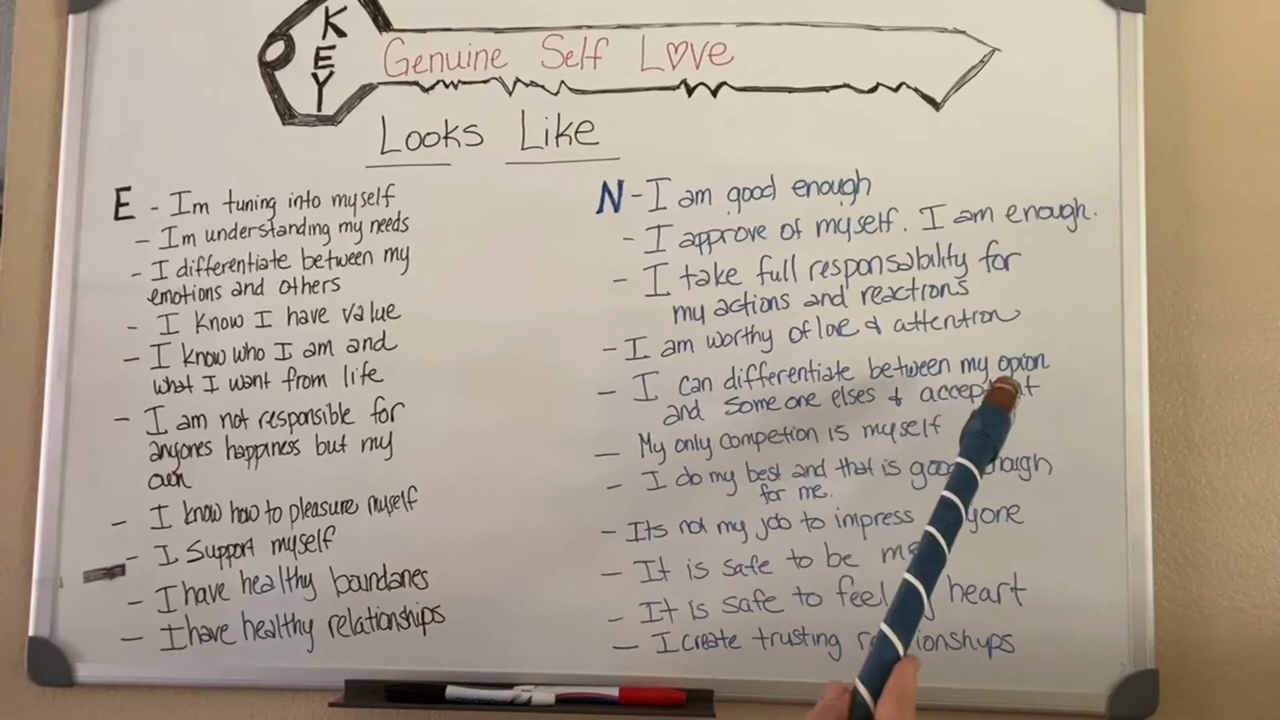 KEY
Genuine Self Love
Looks Like
E - Im tuning into myself
- Im understanding my needs
- I differentiate between my
emotions and others
- I know I have value
- I know who I am and
what I want from life
- I am not responsible for
anyones happiness but my
own
- I know how to pleasure myself
- I support myself
- I have healthy boundaries
- I have healthy relationships
N - I am good enough
- I approve of myself. I am enough.
- I take full responsability for
my actions and reactions
- I am worthy of love & attention
- I can differentiate between my opion
and someone elses &
- My only competion is myself
- I do my best and that is
for me.
- Its not my job to impress
- It is safe to be
- It is safe to feel heart
- I create trusting